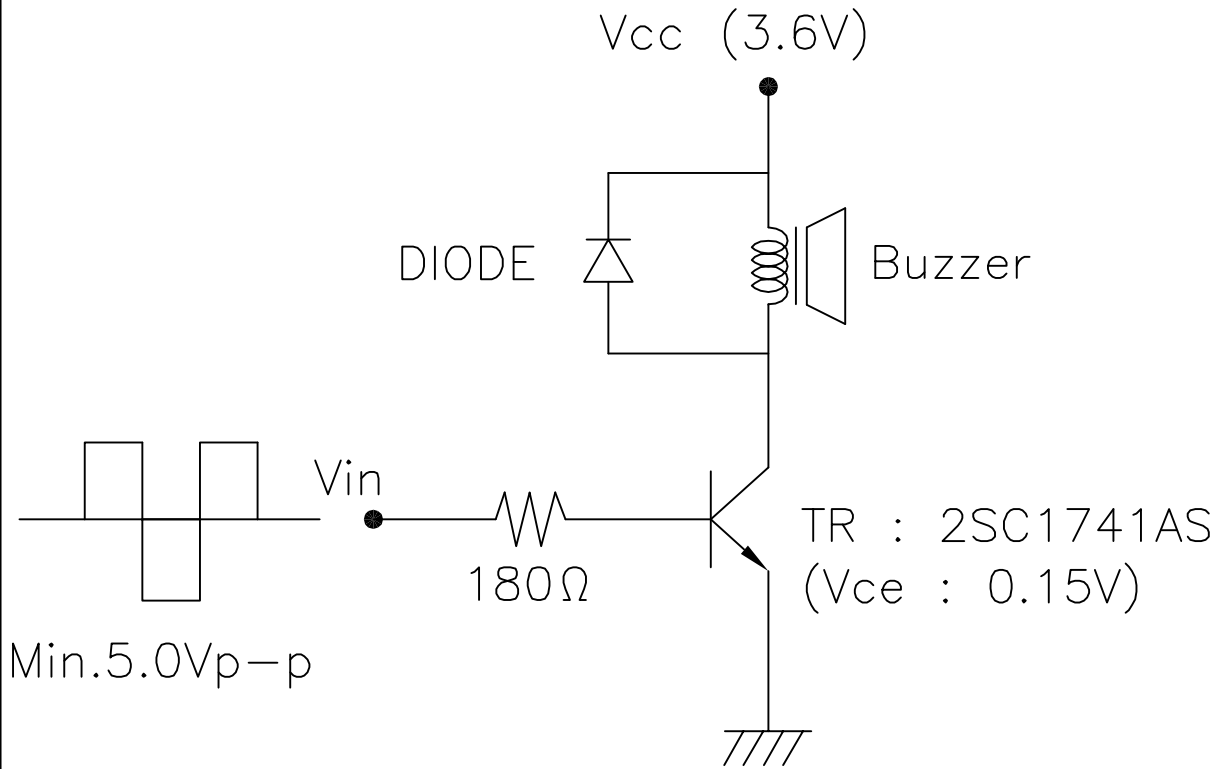 Vcc (3.6V)
DIODE
Buzzer
Vin
180Ω
TR : 2SC1741AS
(Vce : 0.15V)
Min.5.0Vp-p